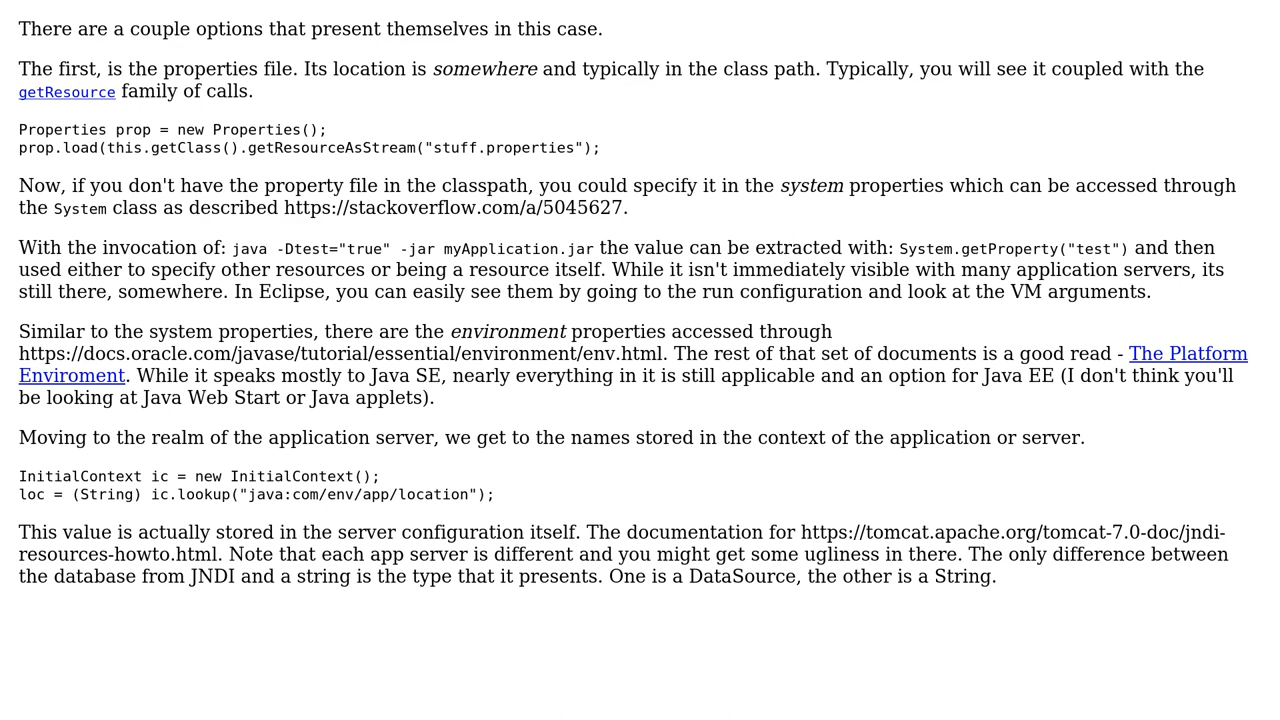 There are a couple options that present themselves in this case.
The first, is the properties file. Its location is somewhere and typically in the class path. Typically, you will see it coupled with the
getResource family of calls.
Properties prop = new Properties();
prop.load(this.getClass().getResourceAsStream("stuff.properties");
Now, if you don't have the property file in the classpath, you could specify it in the system properties which can be accessed through
the System class as described https://stackoverflow.com/a/5045627.
With the invocation of: java -Dtest="true" -jar myApplication.jar the value can be extracted with: System.getProperty("test") and then
used either to specify other resources or being a resource itself. While it isn't immediately visible with many application servers, its
still there, somewhere. In Eclipse, you can easily see them by going to the run configuration and look at the VM arguments.
Similar to the system properties, there are the environment properties accessed through
https://docs.oracle.com/javase/tutorial/essential/environment/env.html. The rest of that set of documents is a good read - The Platform
Enviroment. While it speaks mostly to Java SE, nearly everything in it is still applicable and an option for Java EE (I don't think you'll
be looking at Java Web Start or Java applets).
Moving to the realm of the application server, we get to the names stored in the context of the application or server.
InitialContext ic = new InitialContext();
loc = (String) ic.lookup("java:com/env/app/location");
This value is actually stored in the server configuration itself. The documentation for https://tomcat.apache.org/tomcat-7.0-doc/jndi-
resources-howto.html. Note that each app server is different and you might get some ugliness in there. The only difference between
the database from JNDI and a string is the type that it presents. One is a DataSource, the other is a String.